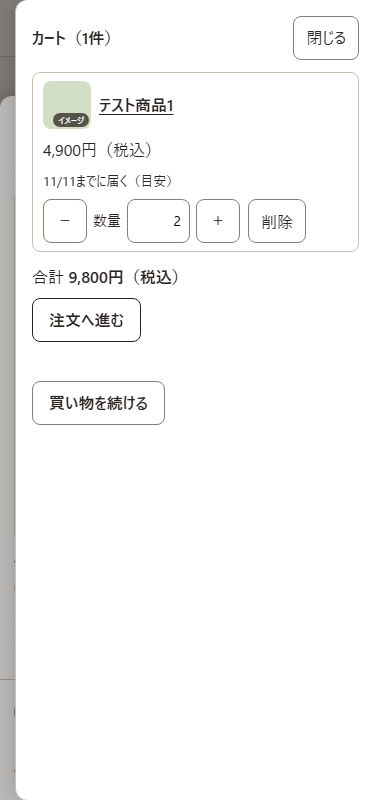 カート（1件）
閉じる
イメージ
テスト商品1
4,900円（税込）
11/11までに届く（目安）
− 数量 2 + 削除
合計 9,800円（税込）
注文へ進む
買い物を続ける